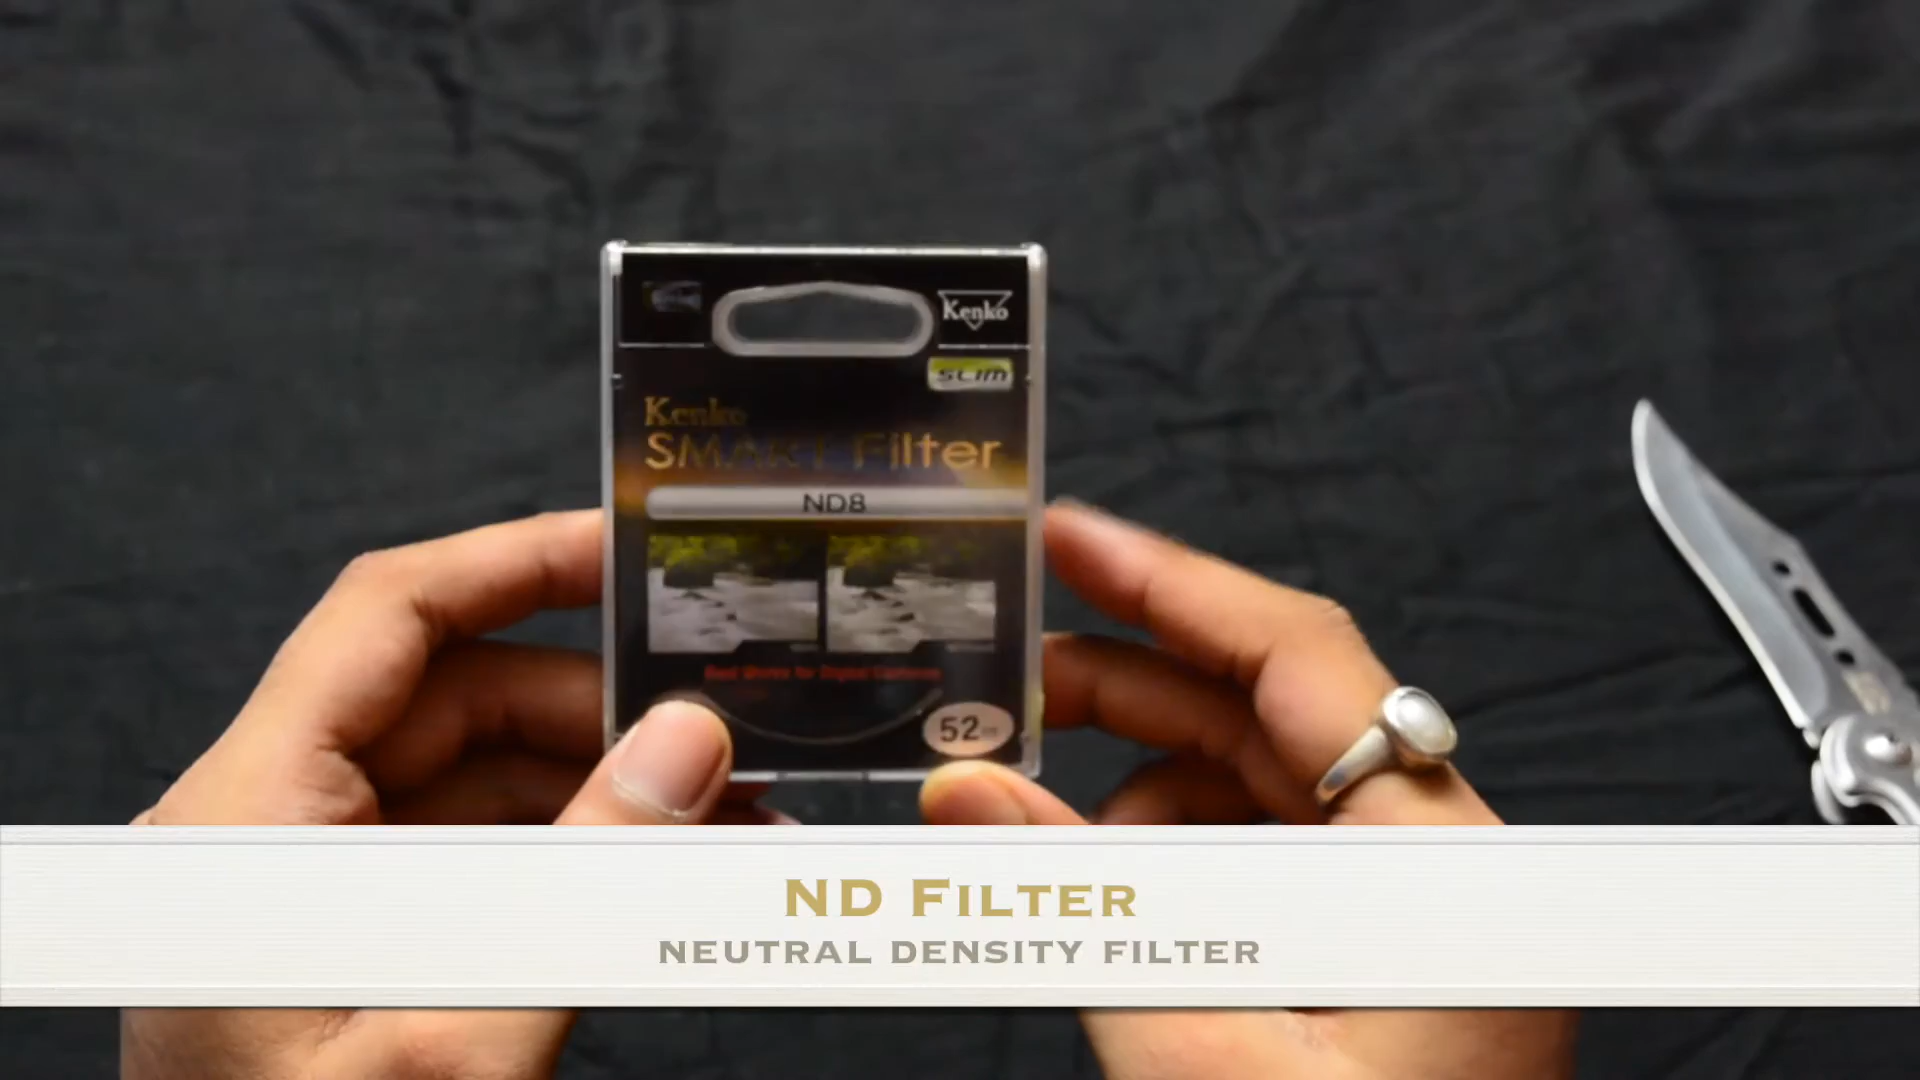 Kenko
SLIM
Kenko
SMART Filter
ND8
52
ND FILTER
NEUTRAL DENSITY FILTER